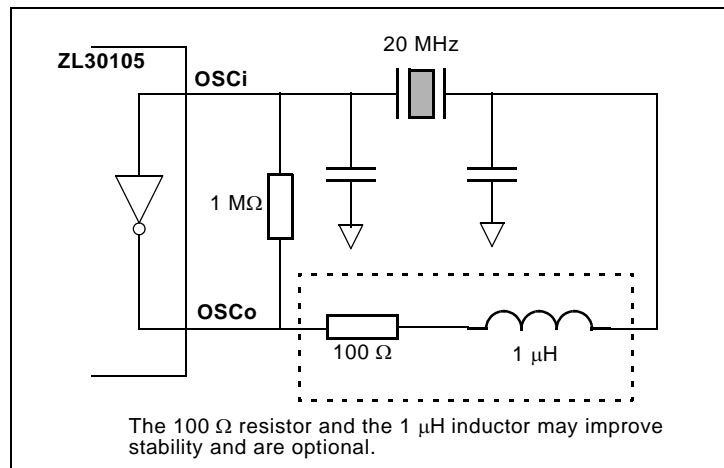 20 MHz
ZL30105
OSCi
1 MΩ
OSCo
100 Ω
1 μH
The 100 Ω resistor and the 1 μH inductor may improve
stability and are optional.